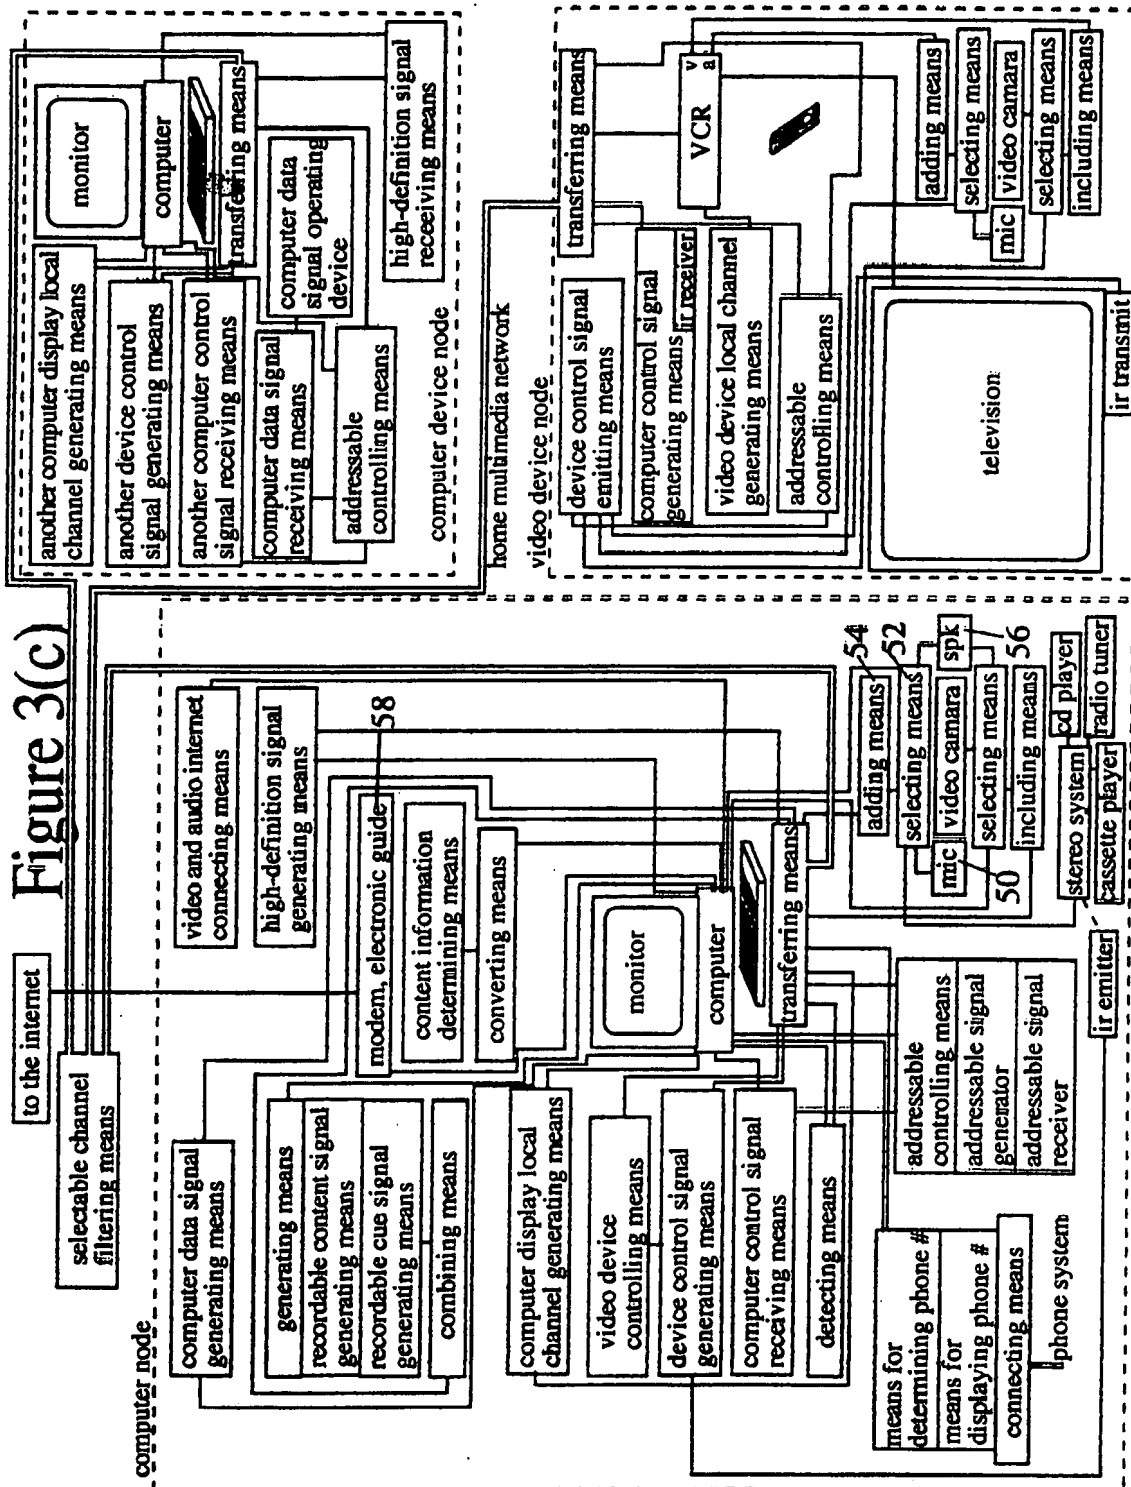 Figure 3(c)
to the internet
selectable channel
filtering means
computer node
computer data signal
generating means
generating means
recordable content signal
generating means
recordable cue signal
generating means
combining means
computer display local
channel generating means
video device
controlling means
device control signal
generating means
computer control signal
receiving means
detecting means
means for
determining phone #
means for
displaying phone #
connecting means
phone system
video and audio internet
connecting means
high-definition signal
generating means
modem, electronic guide
58
content information
determining means
converting means
monitor
computer
transferring means
addressable
controlling means
addressable signal
generator
addressable signal
receiver
ir emitter
adding means
54
selecting means
52
mic
50
video camara
spk
56
selecting means
including means
stereo system
cd player
radio tuner
cassette player
another computer display local
channel generating means
another device control
signal generating means
another computer control
signal receiving means
computer data signal
receiving means
addressable
controlling means
monitor
computer
transferring means
computer data
signal operating
device
high-definition signal
receiving means
computer device node
home multimedia network
video device node
transferring means
device control signal
emitting means
computer control signal
generating means
ir receiver
video device local channel
generating means
addressable
controlling means
VCR
v
a
television
ir transmit
adding means
selecting means
mic
video camara
selecting means
including means